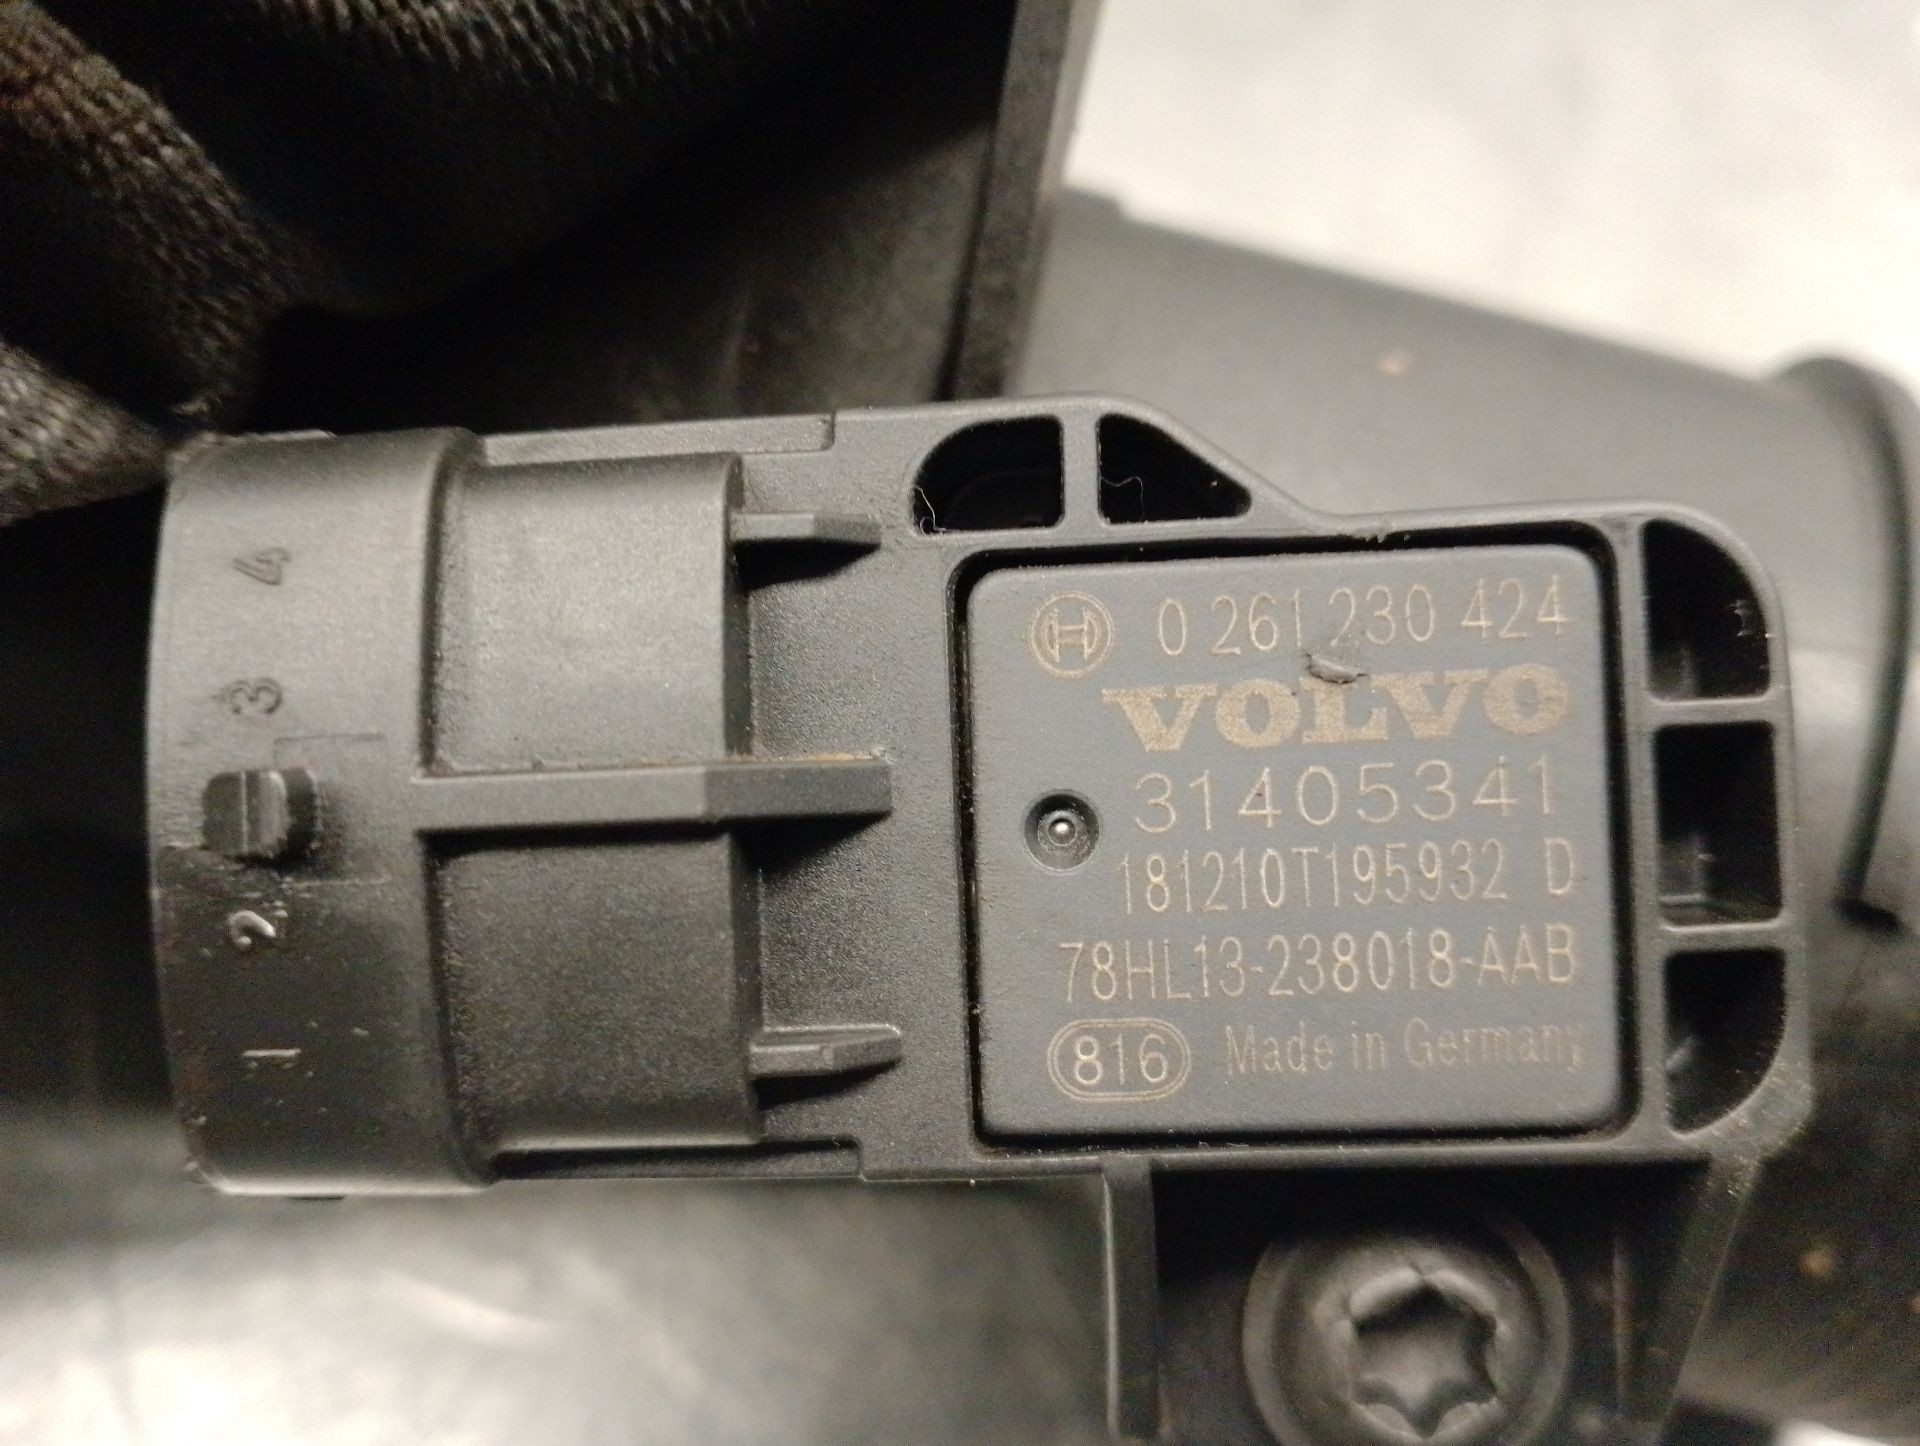 0 261 230 424
VOLVO
31405341
181210T195932 D
78HL13-238018-AAB
816 Made in Germany
4
3
2
1